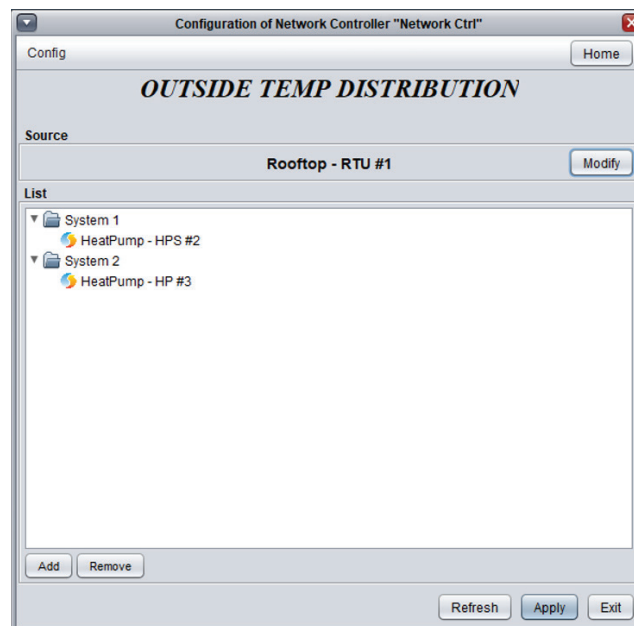 Configuration of Network Controller "Network Ctrl"
Config
Home
OUTSIDE TEMP DISTRIBUTION
Source
Rooftop - RTU #1
Modify
List
System 1
HeatPump - HPS #2
System 2
HeatPump - HP #3
Add
Remove
Refresh
Apply
Exit